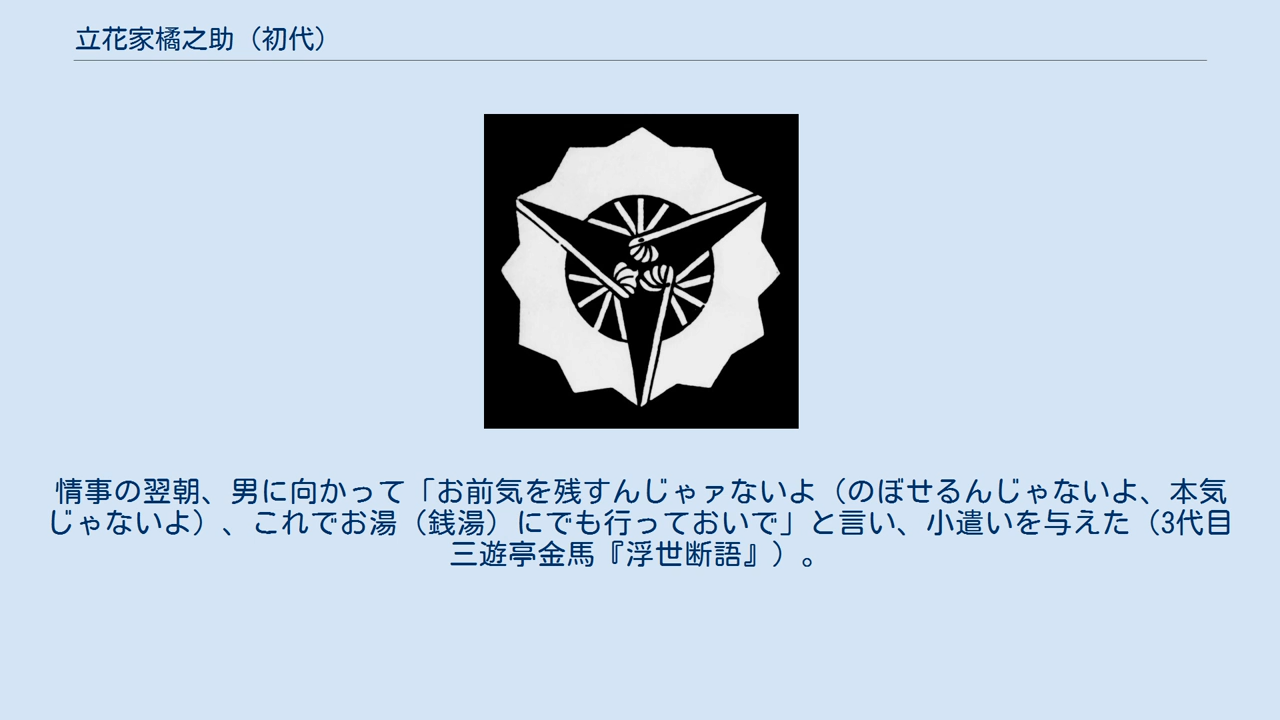 立花家橘之助（初代）
情事の翌朝、男に向かって「お前気を残すんじゃァないよ（のぼせるんじゃないよ、本気
じゃないよ）、これでお湯（銭湯）にでも行っておいで」と言い、小遣いを与えた（3代目
三遊亭金馬『浮世断語』）。